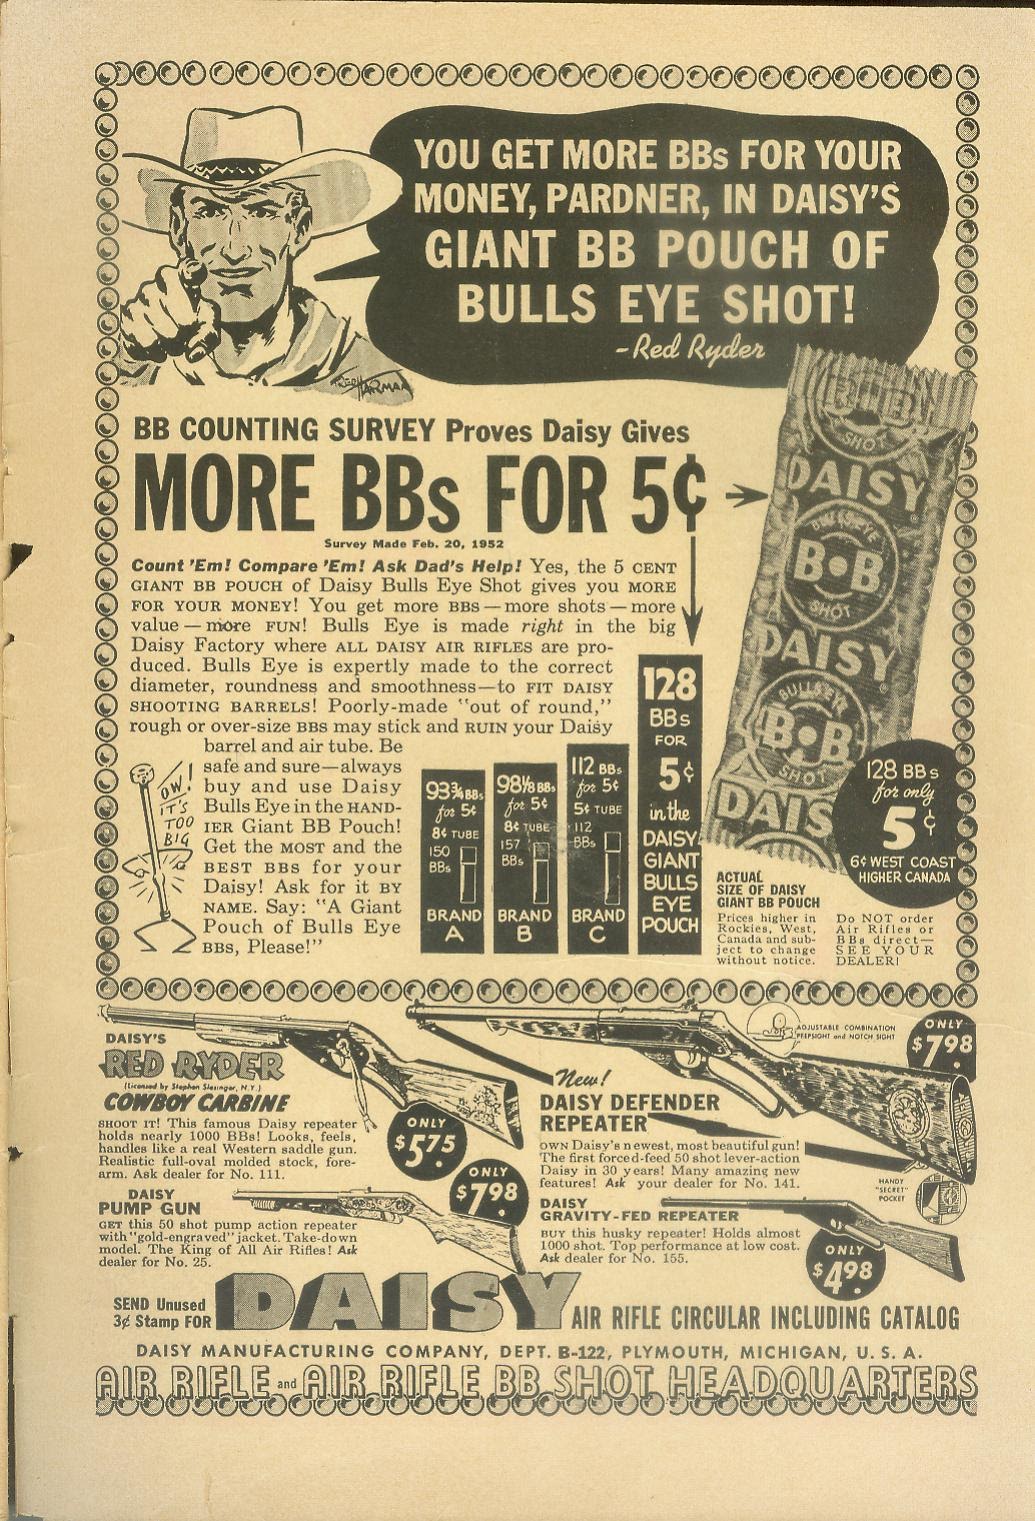 YOU GET MORE BBs FOR YOUR
MONEY, PARDNER, IN DAISY'S
GIANT BB POUCH OF
BULLS EYE SHOT!
-Red Ryder
FRED HARMAN
BB COUNTING SURVEY Proves Daisy Gives
MORE BBs FOR 5¢
Survey Made Feb. 20, 1952
Count 'Em! Compare 'Em! Ask Dad's Help! Yes, the 5 CENT
GIANT BB POUCH of Daisy Bulls Eye Shot gives you MORE
FOR YOUR MONEY! You get more BBs—more shots—more
value—more FUN! Bulls Eye is made right in the big
Daisy Factory where ALL DAISY AIR RIFLES are pro-
duced. Bulls Eye is expertly made to the correct
diameter, roundness and smoothness—to FIT DAISY
SHOOTING BARRELS! Poorly-made "out of round,"
rough or over-size BBs may stick and RUIN your Daisy
barrel and air tube. Be
safe and sure—always
buy and use Daisy
Bulls Eye in the HAND-
IER Giant BB Pouch!
Get the MOST and the
BEST BBs for your
Daisy! Ask for it BY
NAME. Say: "A Giant
Pouch of Bulls Eye
BBs, Please!"
OW!
IT'S
TOO
BIG
93¾ BBs
for 5¢
8¢ TUBE
150
BBs
BRAND
A
98⅛ BBs
for 5¢
8¢ TUBE
157
BBs
BRAND
B
112 BBs
for 5¢
5¢ TUBE
112
BBs
BRAND
C
128
BBs
FOR
5¢
in the
DAISY
GIANT
BULLS
EYE
POUCH
SHOT
DAISY
BULLS EYE
B•B
SHOT
DAISY
BULLS EYE
B•B
SHOT
DAIS
128 BBs
for only
5¢
6¢ WEST COAST
HIGHER CANADA
ACTUAL
SIZE OF DAISY
GIANT BB POUCH
Prices higher in
Rockies, West,
Canada and sub-
ject to change
without notice.
Do NOT order
Air Rifles or
BBs direct—
SEE YOUR
DEALER!
DAISY'S
RED RYDER
(Licensed by Stephen Slesinger, N.Y.)
COWBOY CARBINE
SHOOT IT! This famous Daisy repeater
holds nearly 1000 BBs! Looks, feels,
handles like a real Western saddle gun.
Realistic full-oval molded stock, fore-
arm. Ask dealer for No. 111.
ONLY
$5.75
ADJUSTABLE COMBINATION
PEEPSIGHT and NOTCH SIGHT
ONLY
$7.98
New!
DAISY DEFENDER
REPEATER
OWN Daisy's newest, most beautiful gun!
The first forced-feed 50 shot lever-action
Daisy in 30 years! Many amazing new
features! Ask your dealer for No. 141.
HANDY
"SECRET"
POCKET
DAISY
PUMP GUN
GET this 50 shot pump action repeater
with "gold-engraved" jacket. Take-down
model. The King of All Air Rifles! Ask
dealer for No. 25.
ONLY
$7.98
DAISY
GRAVITY-FED REPEATER
BUY this husky repeater! Holds almost
1000 shot. Top performance at low cost.
Ask dealer for No. 155.
ONLY
$4.98
SEND Unused
3¢ Stamp FOR
DAISY
AIR RIFLE CIRCULAR INCLUDING CATALOG
DAISY MANUFACTURING COMPANY, DEPT. B-122, PLYMOUTH, MICHIGAN, U. S. A.
AIR RIFLE and AIR RIFLE BB SHOT HEADQUARTERS